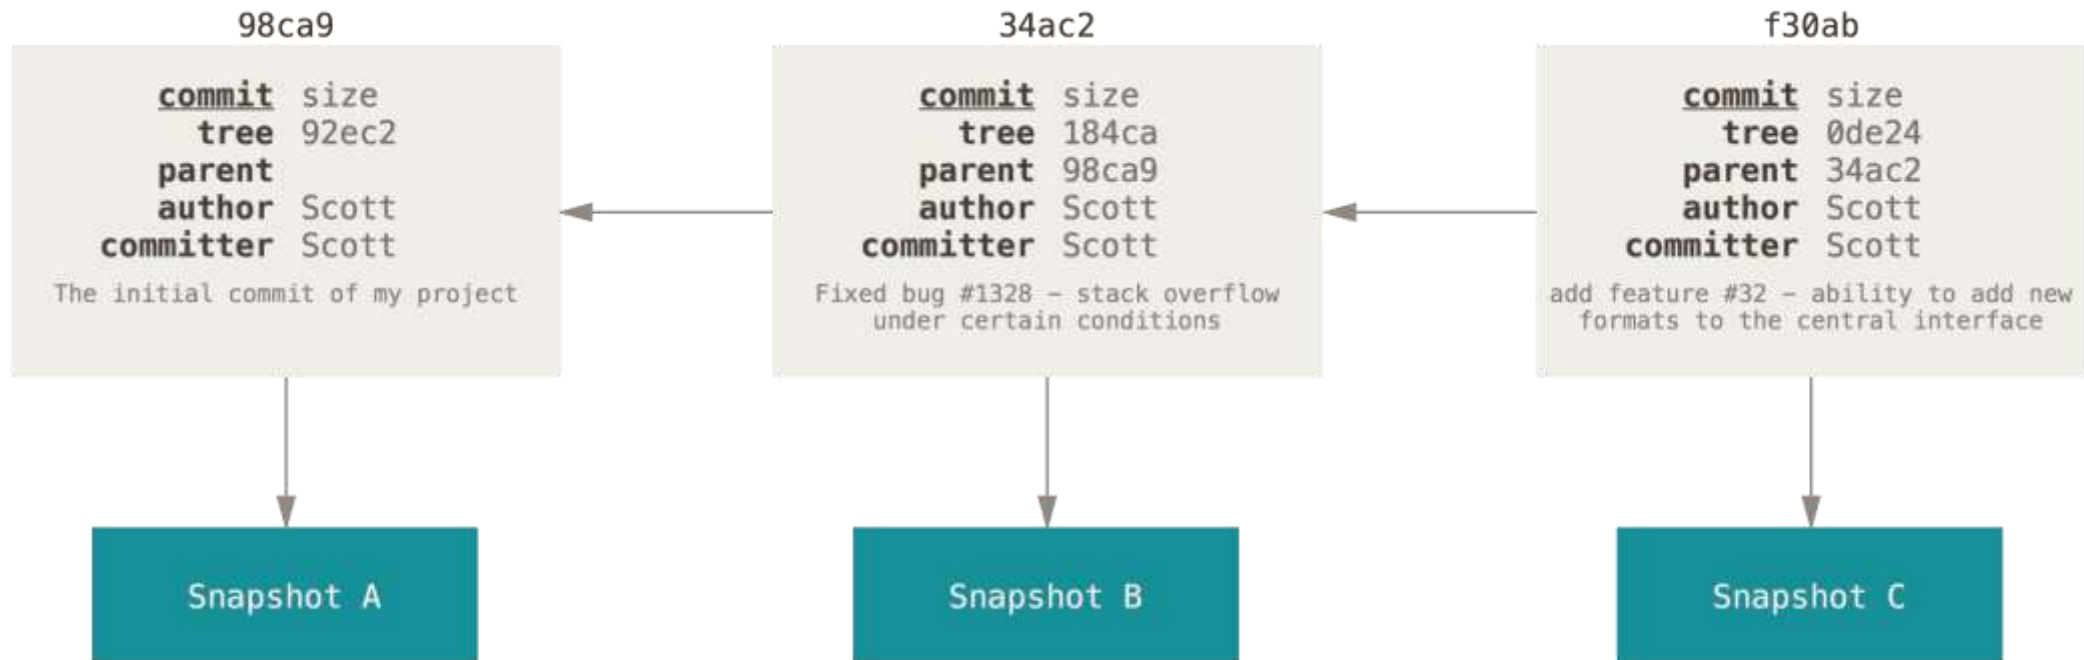 98ca9
commit size
tree 92ec2
parent
author Scott
committer Scott
The initial commit of my project
Snapshot A
34ac2
commit size
tree 184ca
parent 98ca9
author Scott
committer Scott
Fixed bug #1328 – stack overflow
under certain conditions
Snapshot B
f30ab
commit size
tree 0de24
parent 34ac2
author Scott
committer Scott
add feature #32 – ability to add new
formats to the central interface
Snapshot C